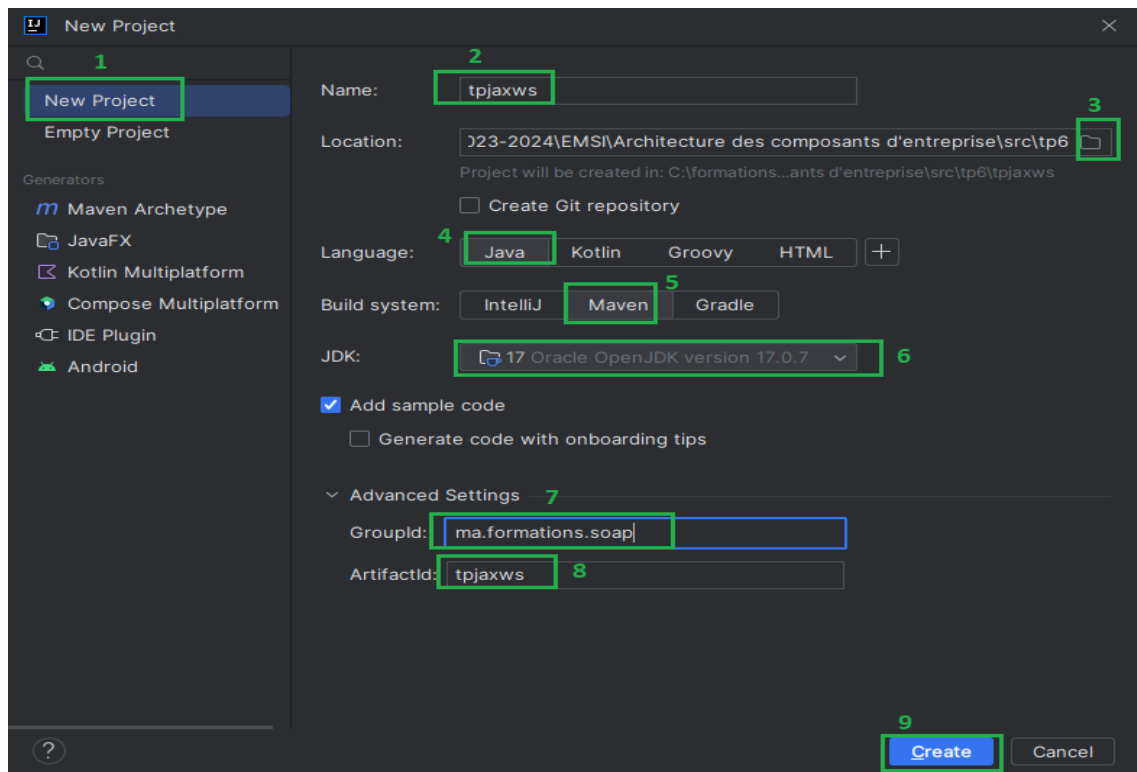 New Project
1
New Project
Empty Project
Generators
m Maven Archetype
JavaFX
Kotlin Multiplatform
Compose Multiplatform
IDE Plugin
Android
2
Name: tpjaxws
3
Location: 023-2024\EMSI\Architecture des composants d'entreprise\src\tp6
Project will be created in: C:\formations...ants d'entreprise\src\tp6\tpjaxws
Create Git repository
4
Language: Java Kotlin Groovy HTML +
5
Build system: IntelliJ Maven Gradle
JDK: 17 Oracle OpenJDK version 17.0.7 6
Add sample code
Generate code with onboarding tips
Advanced Settings 7
GroupId: ma.formations.soap
ArtifactId: tpjaxws 8
9
? Create Cancel